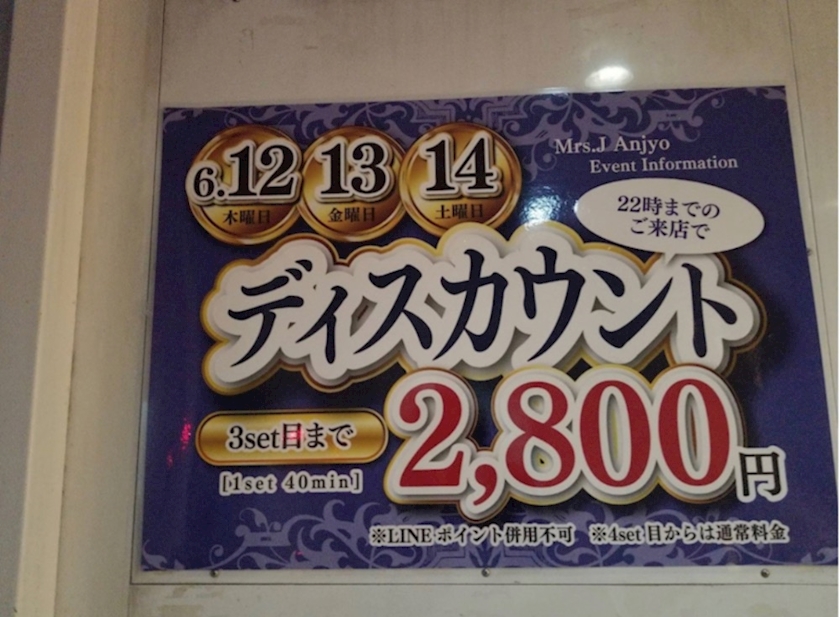 6.12 13 14
木曜日 金曜日 土曜日
Mrs.J Anjyo
Event Information
22時までの
ご来店で
ディスカウント
3set目まで
[1set 40min]
2,800円
※LINEポイント併用不可 ※4set目からは通常料金